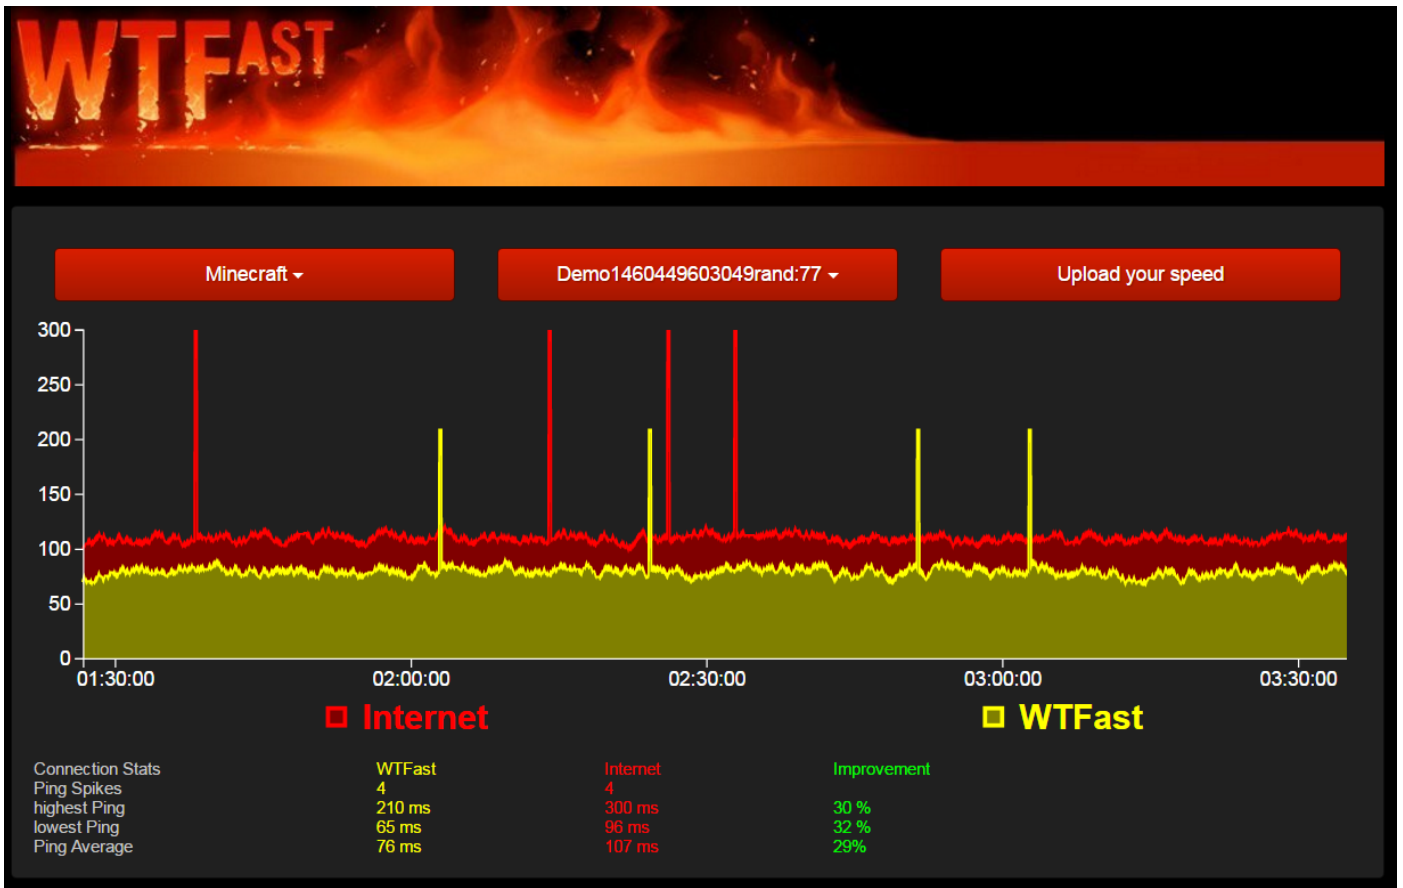 WTFAST
Minecraft
Demo1460449603049rand:77
Upload your speed
300
250
200
150
100
50
0
01:30:00 02:00:00 02:30:00 03:00:00 03:30:00
Internet WTFast
Connection Stats WTFast Internet Improvement
Ping Spikes 4 4
highest Ping 210 ms 300 ms 30 %
lowest Ping 65 ms 96 ms 32 %
Ping Average 76 ms 107 ms 29%